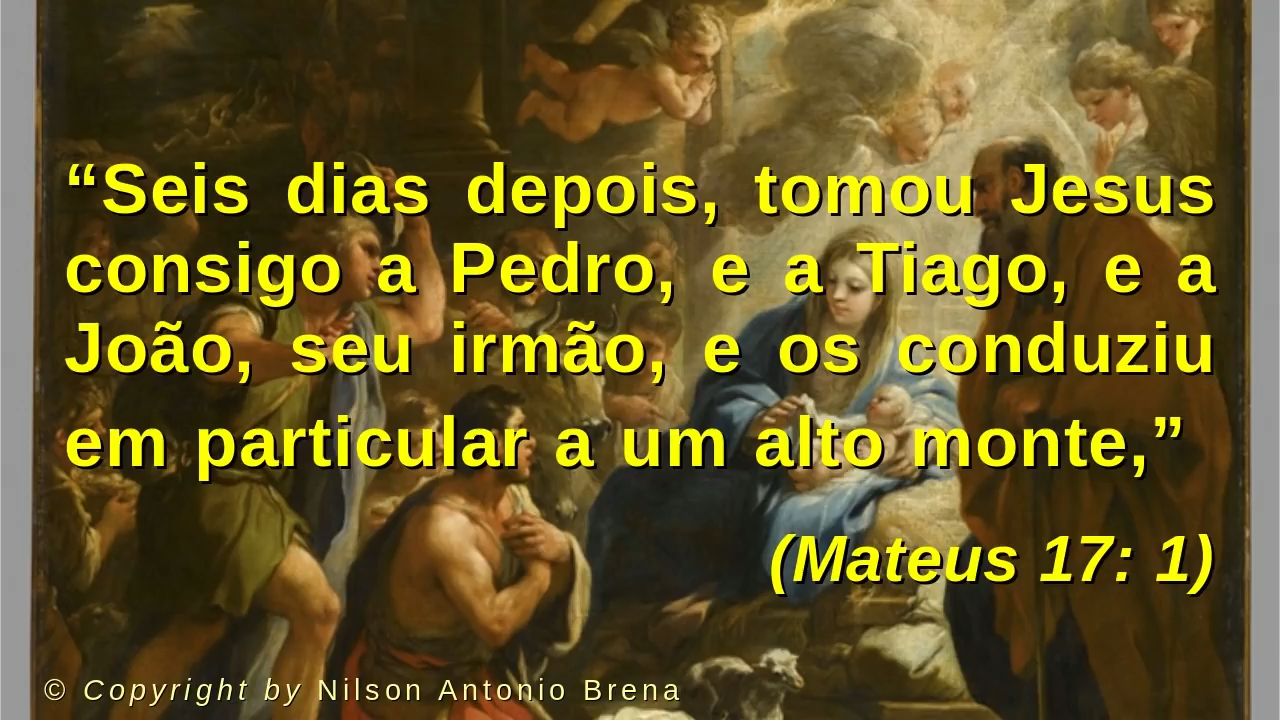 “Seis dias depois, tomou Jesus
consigo a Pedro, e a Tiago, e a
João, seu irmão, e os conduziu
em particular a um alto monte,”
(Mateus 17: 1)
© Copyright by Nilson Antonio Brena